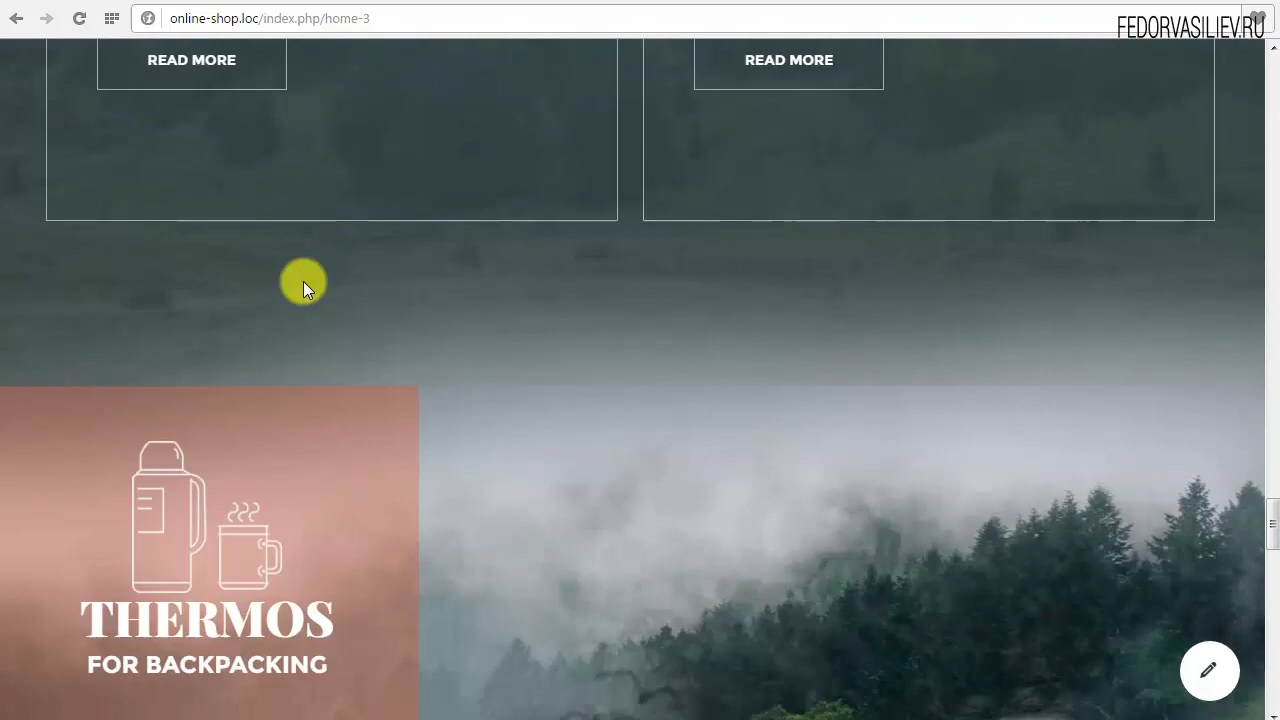 online-shop.loc/index.php/home-3
FEDORVASILIEV.RU
READ MORE
READ MORE
THERMOS
FOR BACKPACKING